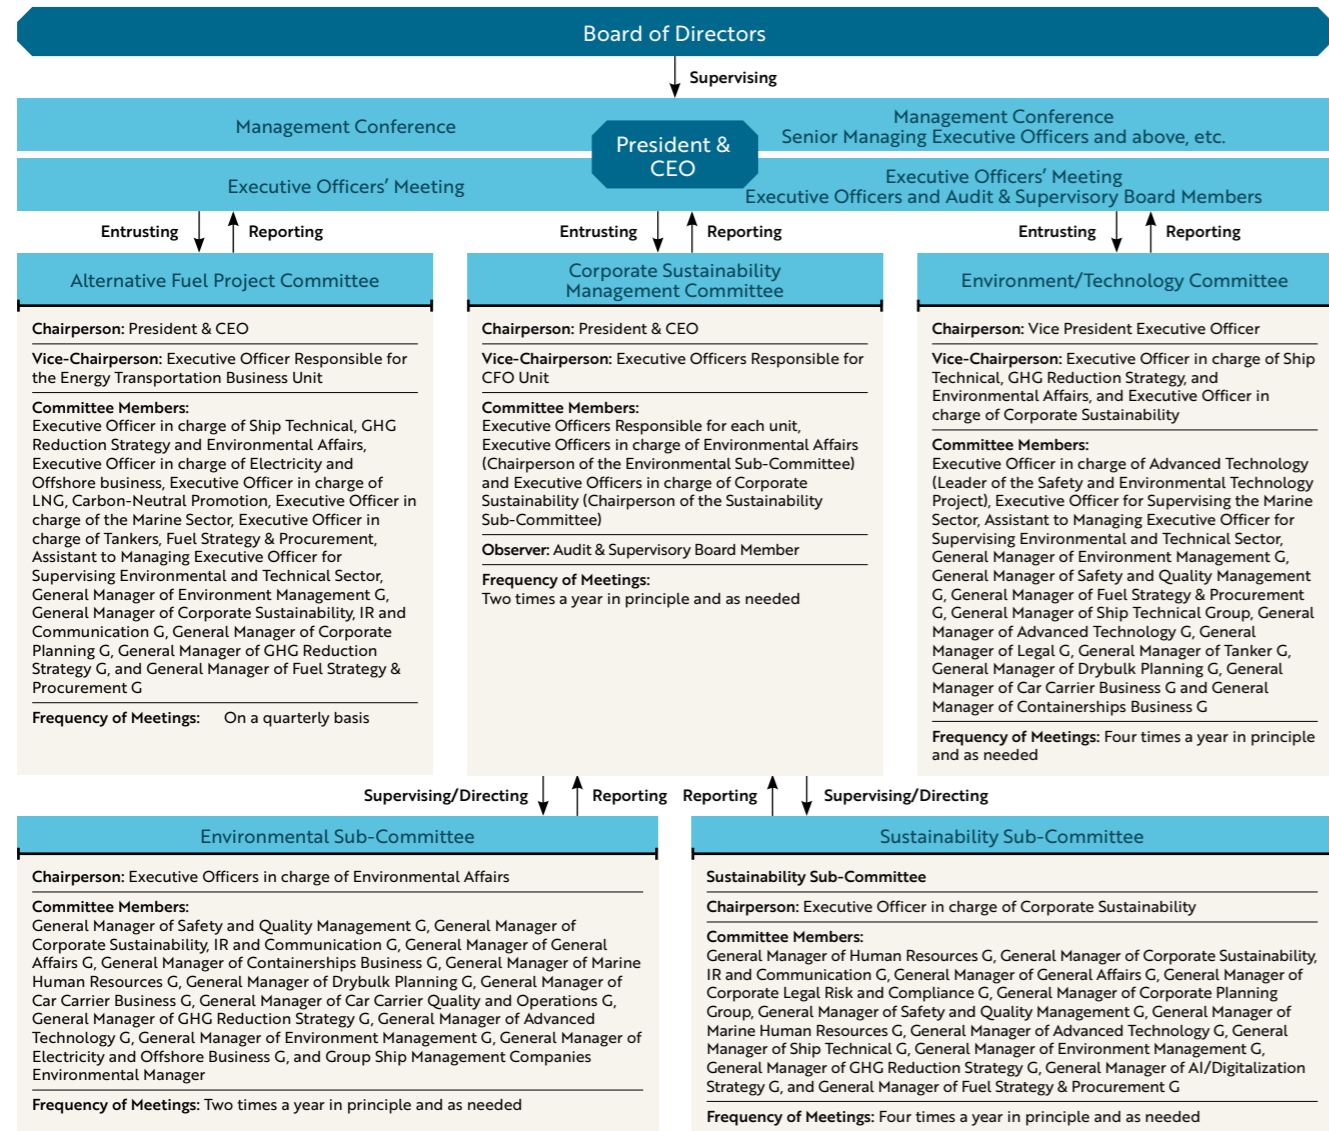 Board of Directors
Supervising
Management Conference
President &
CEO
Management Conference
Senior Managing Executive Officers and above, etc.
Executive Officers’ Meeting
Executive Officers’ Meeting
Executive Officers and Audit & Supervisory Board Members
Entrusting
Reporting
Entrusting
Reporting
Entrusting
Reporting
Alternative Fuel Project Committee
Chairperson: President & CEO
Vice-Chairperson: Executive Officer Responsible for
the Energy Transportation Business Unit
Committee Members:
Executive Officer in charge of Ship Technical, GHG
Reduction Strategy and Environmental Affairs,
Executive Officer in charge of Electricity and
Offshore business, Executive Officer in charge of
LNG, Carbon-Neutral Promotion, Executive Officer in
charge of the Marine Sector, Executive Officer in
charge of Tankers, Fuel Strategy & Procurement,
Assistant to Managing Executive Officer for
Supervising Environmental and Technical Sector,
General Manager of Environment Management G,
General Manager of Corporate Sustainability, IR and
Communication G, General Manager of Corporate
Planning G, General Manager of GHG Reduction
Strategy G, and General Manager of Fuel Strategy &
Procurement G
Frequency of Meetings: On a quarterly basis
Corporate Sustainability
Management Committee
Chairperson: President & CEO
Vice-Chairperson: Executive Officers Responsible for
CFO Unit
Committee Members:
Executive Officers Responsible for each unit,
Executive Officers in charge of Environmental Affairs
(Chairperson of the Environmental Sub-Committee)
and Executive Officers in charge of Corporate
Sustainability (Chairperson of the Sustainability
Sub-Committee)
Observer: Audit & Supervisory Board Member
Frequency of Meetings:
Two times a year in principle and as needed
Environment/Technology Committee
Chairperson: Vice President Executive Officer
Vice-Chairperson: Executive Officer in charge of Ship
Technical, GHG Reduction Strategy, and
Environmental Affairs, and Executive Officer in
charge of Corporate Sustainability
Committee Members:
Executive Officer in charge of Advanced Technology
(Leader of the Safety and Environmental Technology
Project), Executive Officer for Supervising the Marine
Sector, Assistant to Managing Executive Officer for
Supervising Environmental and Technical Sector,
General Manager of Environment Management G,
General Manager of Safety and Quality Management
G, General Manager of Fuel Strategy & Procurement
G, General Manager of Ship Technical Group, General
Manager of Advanced Technology G, General
Manager of Legal G, General Manager of Tanker G,
General Manager of Drybulk Planning G, General
Manager of Car Carrier Business G and General
Manager of Containerships Business G
Frequency of Meetings: Four times a year in principle
and as needed
Supervising/Directing
Reporting
Reporting
Supervising/Directing
Environmental Sub-Committee
Chairperson: Executive Officers in charge of Environmental Affairs
Committee Members:
General Manager of Safety and Quality Management G, General Manager of
Corporate Sustainability, IR and Communication G, General Manager of General
Affairs G, General Manager of Containerships Business G, General Manager of Marine
Human Resources G, General Manager of Drybulk Planning G, General Manager of
Car Carrier Business G, General Manager of Car Carrier Quality and Operations G,
General Manager of GHG Reduction Strategy G, General Manager of Advanced
Technology G, General Manager of Environment Management G, General Manager of
Electricity and Offshore Business G, and Group Ship Management Companies
Environmental Manager
Frequency of Meetings: Two times a year in principle and as needed
Sustainability Sub-Committee
Sustainability Sub-Committee
Chairperson: Executive Officer in charge of Corporate Sustainability
Committee Members:
General Manager of Human Resources G, General Manager of Corporate Sustainability,
IR and Communication G, General Manager of General Affairs G, General Manager of
Corporate Legal Risk and Compliance G, General Manager of Corporate Planning
Group, General Manager of Safety and Quality Management G, General Manager of
Marine Human Resources G, General Manager of Advanced Technology G, General
Manager of Ship Technical G, General Manager of Environment Management G,
General Manager of GHG Reduction Strategy G, General Manager of AI/Digitalization
Strategy G, and General Manager of Fuel Strategy & Procurement G
Frequency of Meetings: Four times a year in principle and as needed